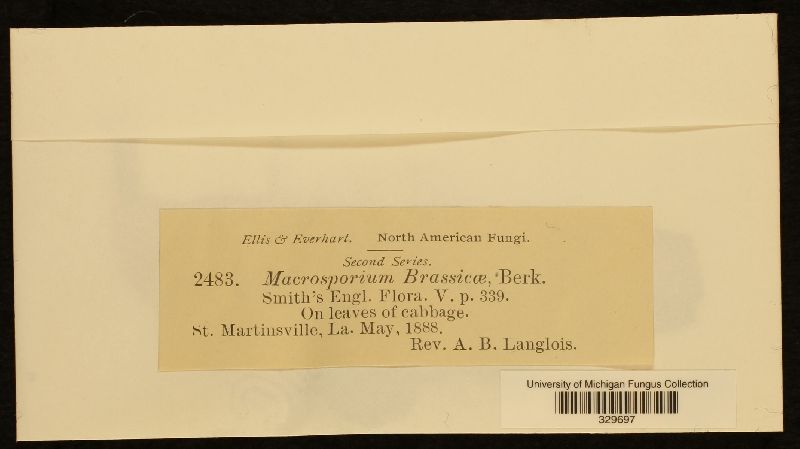 Ellis & Everhart. North American Fungi.
Second Series.
2483. Macrosporium Brassicæ, Berk.
Smith's Engl. Flora. V. p. 339.
On leaves of cabbage.
St. Martinsville, La. May, 1888.
Rev. A. B. Langlois.
University of Michigan Fungus Collection
329697